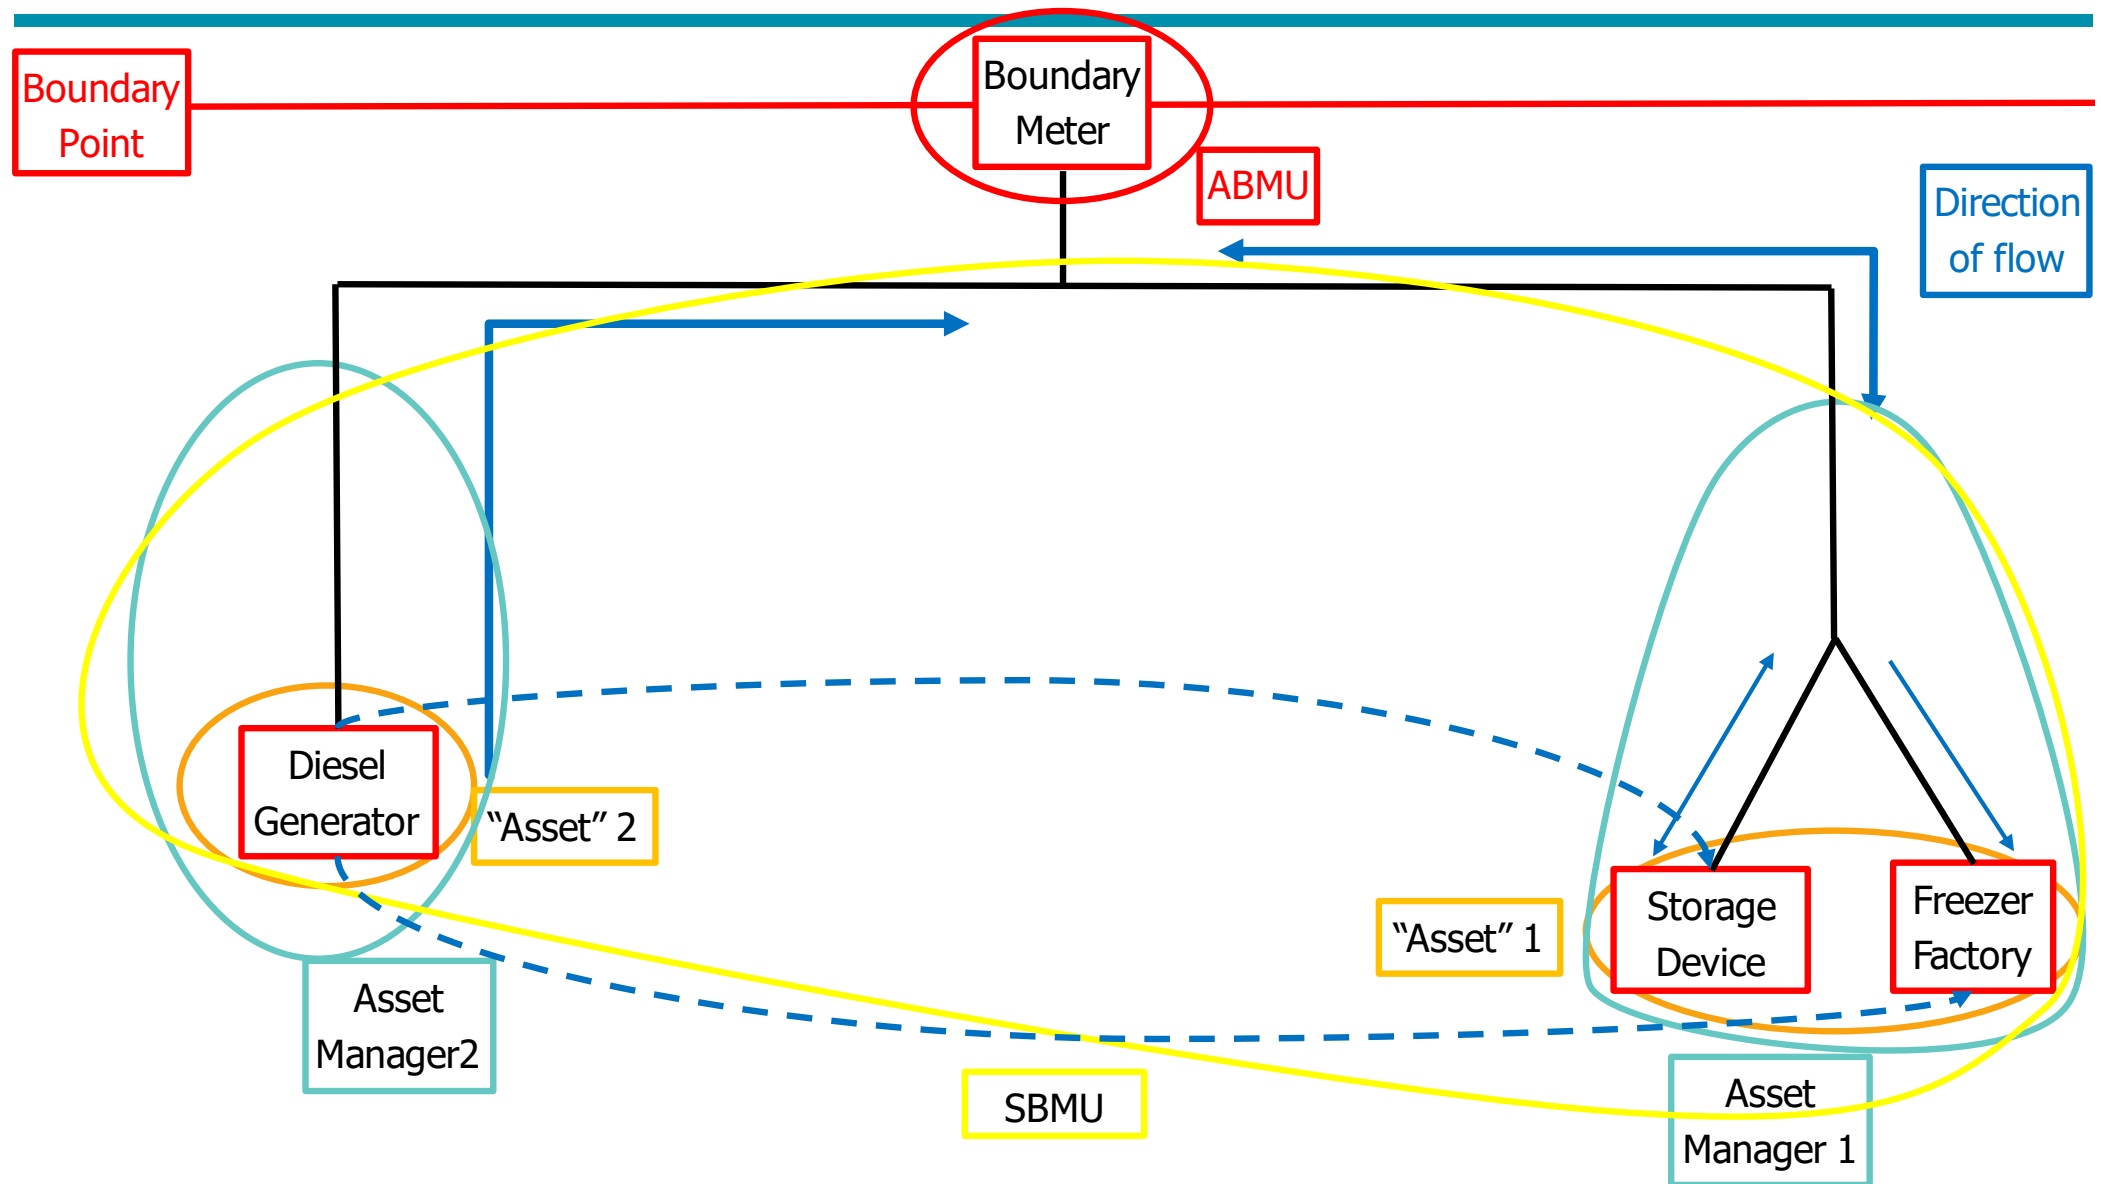 Boundary
Point
Boundary
Meter
ABMU
Direction
of flow
Diesel
Generator
“Asset” 2
“Asset” 1
Storage
Device
Freezer
Factory
Asset
Manager2
SBMU
Asset
Manager 1